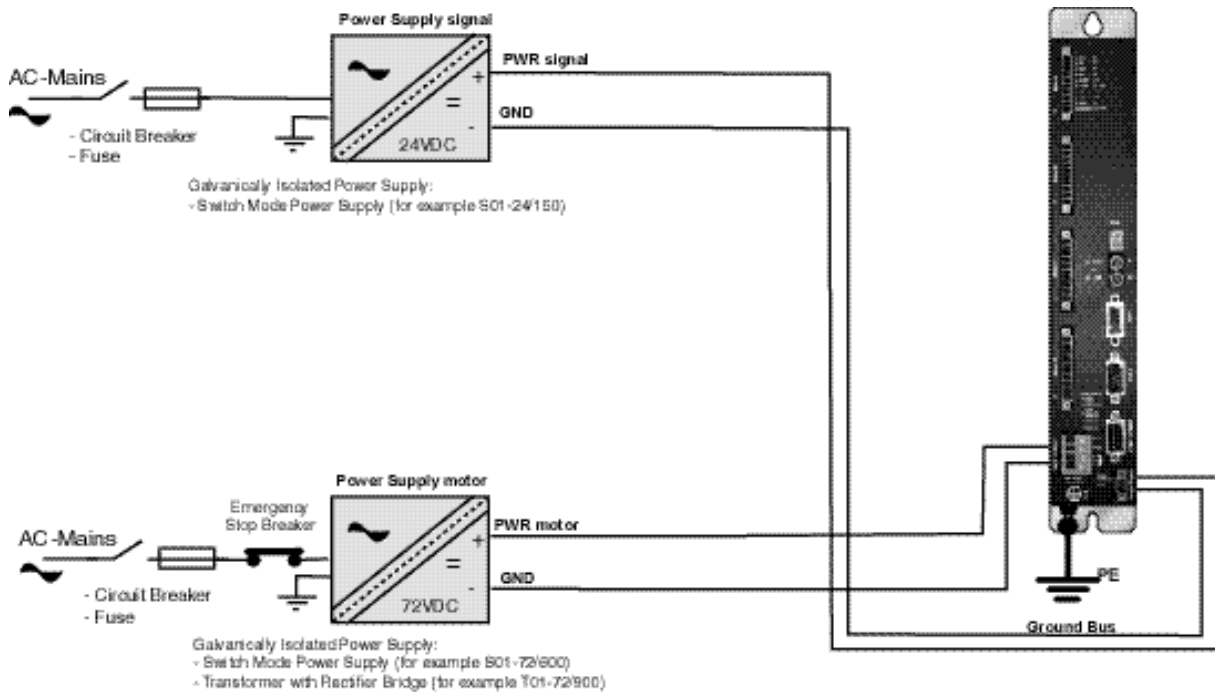 Power Supply signal
AC-Mains
PWR signal
+
=
GND
-
24VDC
- Circuit Breaker
- Fuse
Galvanically Isolated Power Supply:
- Switch Mode Power Supply (for example S01-24/150)
Power Supply motor
Emergency
Stop Breaker
AC-Mains
PWR motor
+
=
GND
-
72VDC
- Circuit Breaker
- Fuse
PE
Ground Bus
Galvanically Isolated Power Supply:
- Switch Mode Power Supply (for example S01-72/600)
- Transformer with Rectifier Bridge (for example T01-72/900)